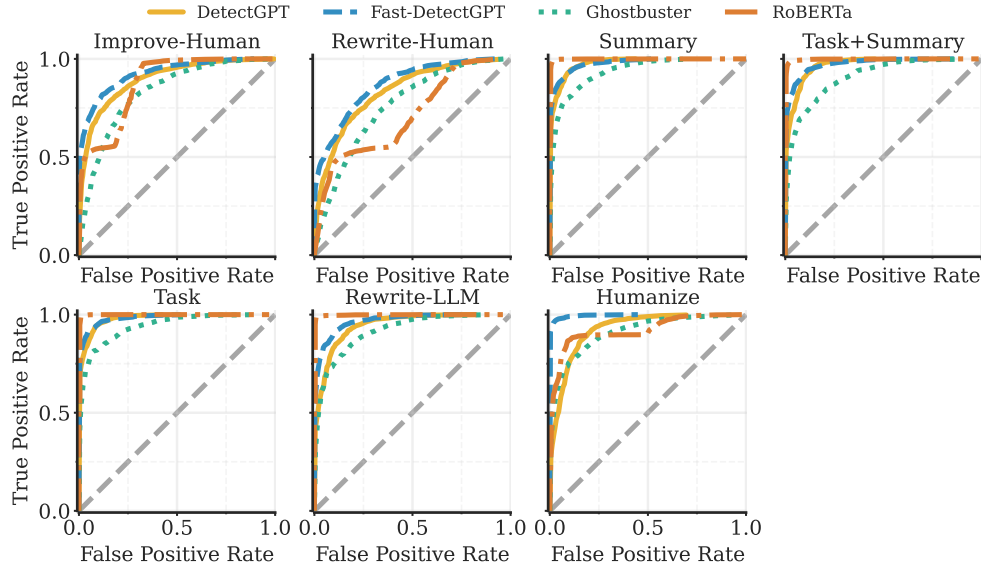 DetectGPT Fast-DetectGPT Ghostbuster RoBERTa
Improve-Human Rewrite-Human Summary Task+Summary
True Positive Rate
1.0
0.5
0.0
False Positive Rate False Positive Rate False Positive Rate False Positive Rate
Task Rewrite-LLM Humanize
True Positive Rate
1.0
0.5
0.0
0.0 0.5 1.0 0.0 0.5 1.0 0.0 0.5 1.0
False Positive Rate False Positive Rate False Positive Rate